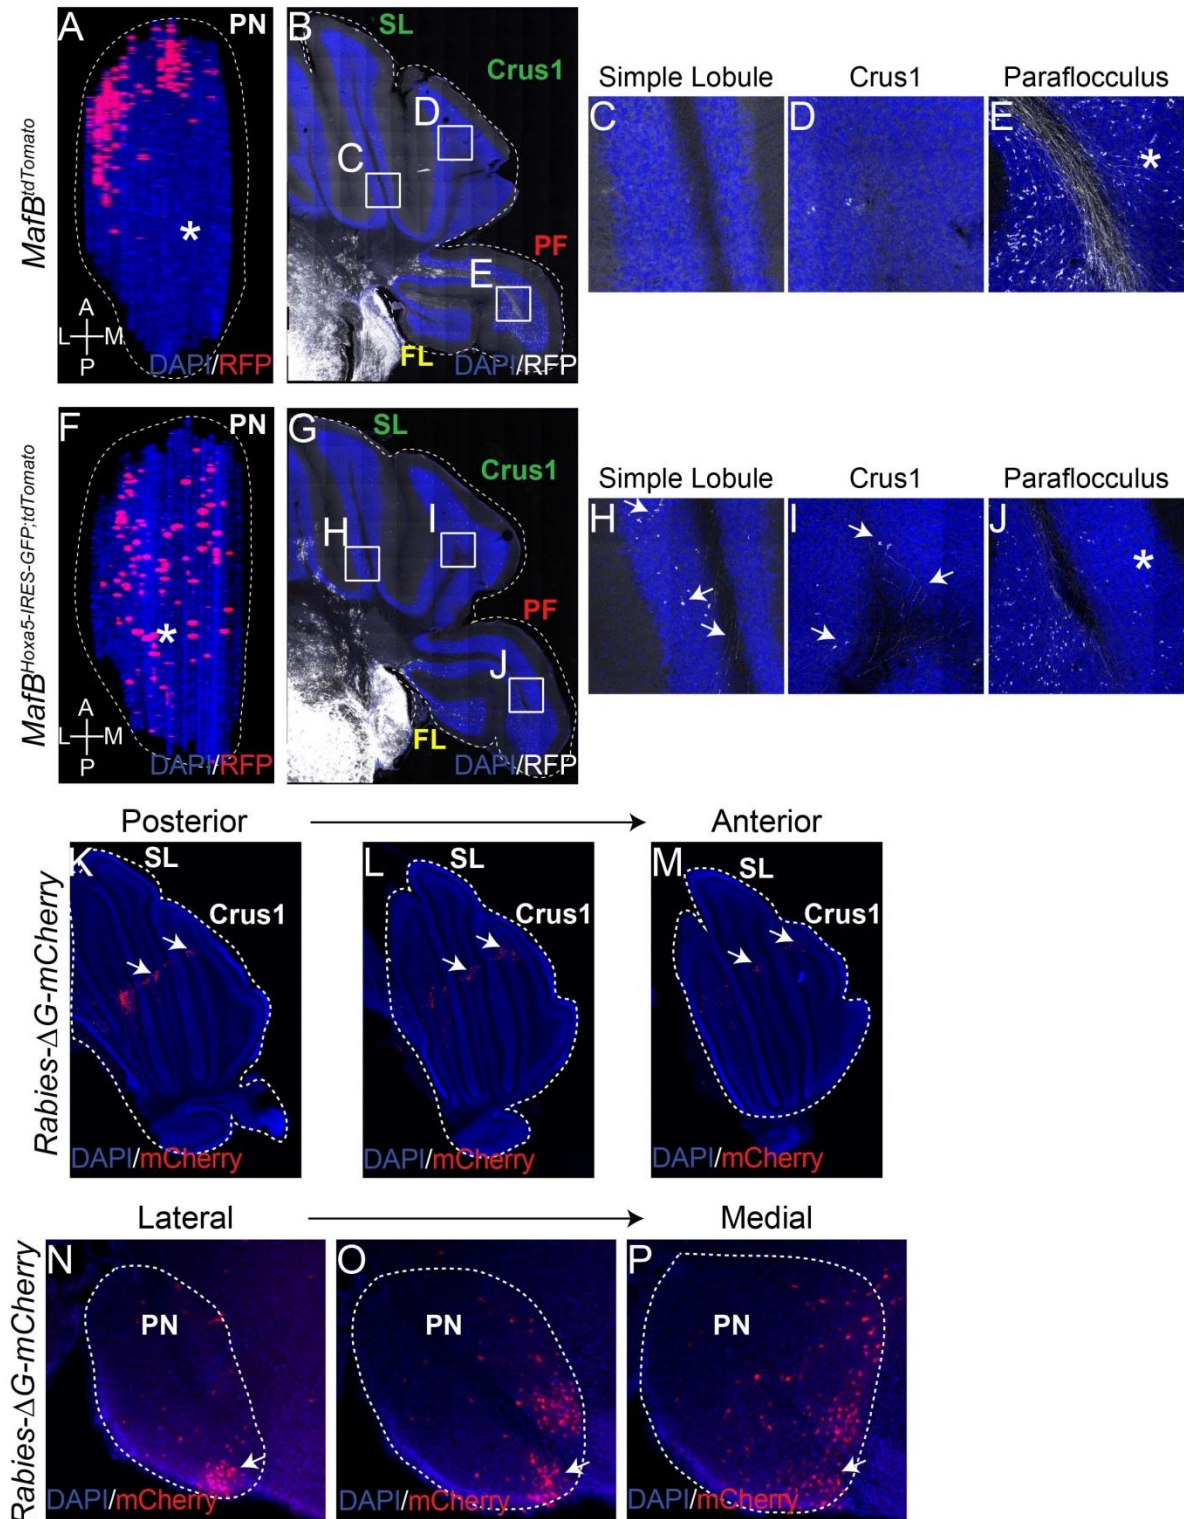 A
PN
MafB^tdTomato
*
A
L M
P
DAPI/RFP
B
SL
Crus1
D
C
PF
E
FL
DAPI/RFP
Simple Lobule
C
Crus1
D
Paraflocculus
E
*
F
PN
MafB^Hoxa5-IRES-GFP;tdTomato
*
A
L M
P
DAPI/RFP
G
SL
Crus1
H
I
PF
J
FL
DAPI/RFP
Simple Lobule
H
Crus1
I
Paraflocculus
J
*
Posterior
Anterior
Rabies-ΔG-mCherry
K
SL
Crus1
DAPI/mCherry
L
SL
Crus1
DAPI/mCherry
M
SL
Crus1
DAPI/mCherry
Lateral
Medial
Rabies-ΔG-mCherry
N
PN
DAPI/mCherry
O
PN
DAPI/mCherry
P
PN
DAPI/mCherry